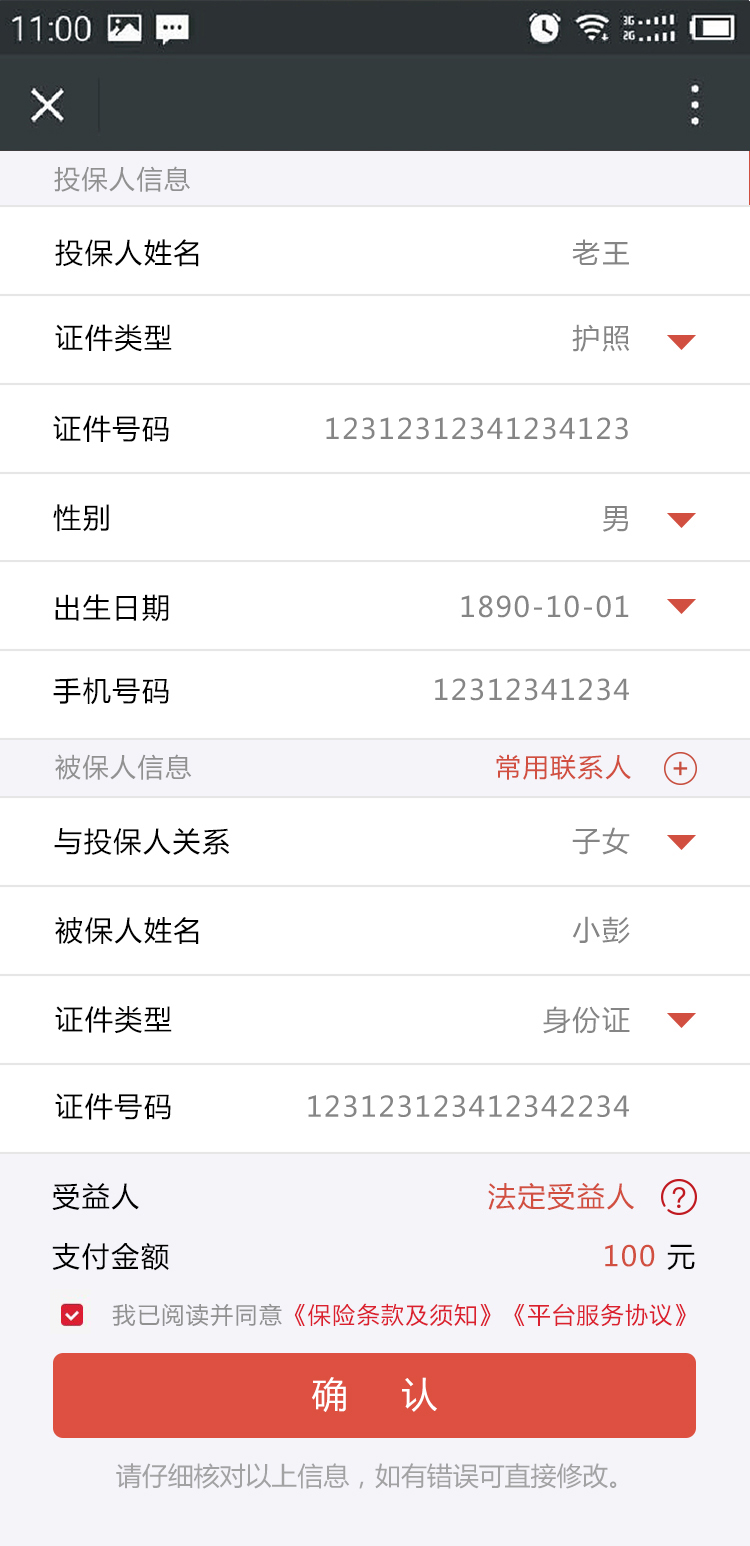 11:00 3G 2G
投保人信息
投保人姓名 老王
证件类型 护照
证件号码 12312312341234123
性别 男
出生日期 1890-10-01
手机号码 12312341234
被保人信息 常用联系人
与投保人关系 子女
被保人姓名 小彭
证件类型 身份证
证件号码 123123123412342234
受益人 法定受益人 ?
支付金额 100 元
我已阅读并同意《保险条款及须知》《平台服务协议》
确 认
请仔细核对以上信息，如有错误可直接修改。